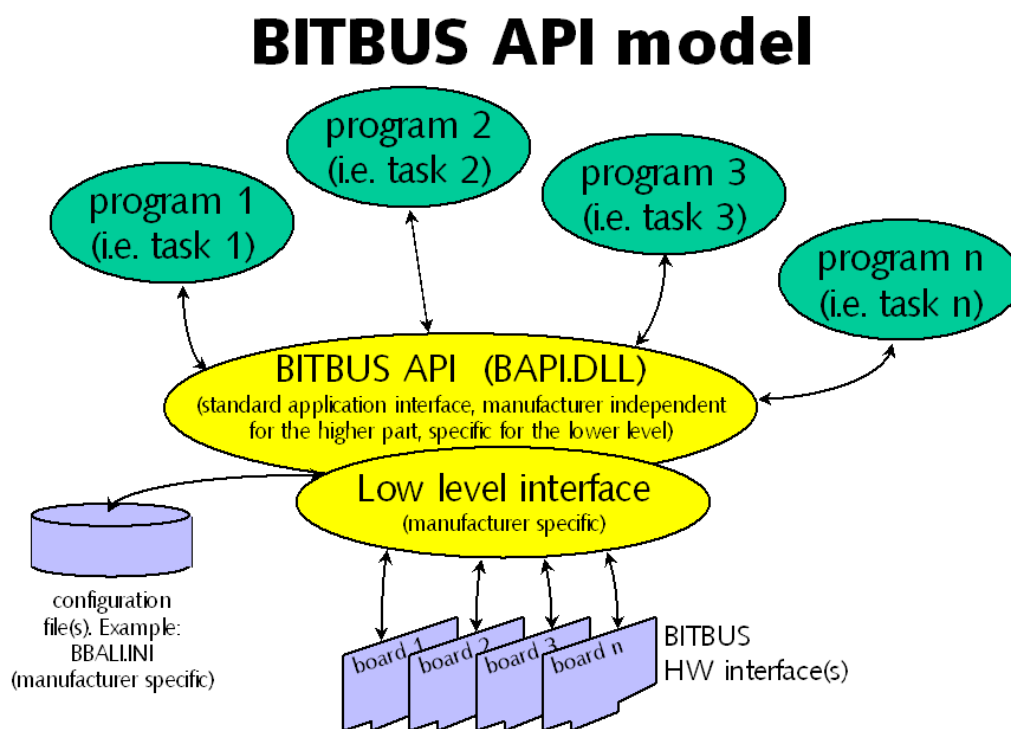 BITBUS API model
program 1
(i.e. task 1)
program 2
(i.e. task 2)
program 3
(i.e. task 3)
program n
(i.e. task n)
BITBUS API (BAPI.DLL)
(standard application interface, manufacturer independent
for the higher part, specific for the lower level)
Low level interface
(manufacturer specific)
configuration
file(s). Example:
BBALI.INI
(manufacturer specific)
board 1
board 2
board 3
board n
BITBUS
HW interface(s)